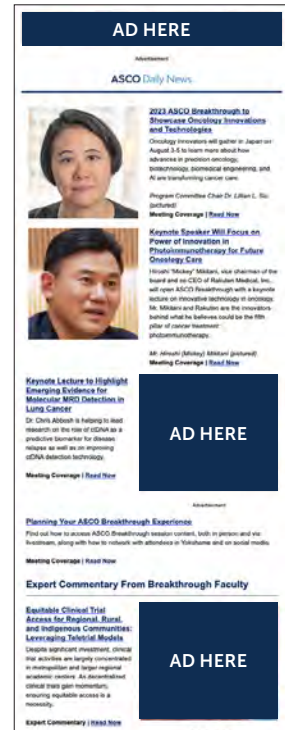 AD HERE
Advertisement
ASCO Daily News
2023 ASCO Breakthrough to
Showcase Oncology Innovations
and Technologies
Oncology innovators will gather in Japan on
August 3-5 to learn more about how
advances in precision oncology,
biotechnology, biomedical engineering, and
AI are transforming cancer care.
Program Committee Chair Dr. Lillian L. Siu
(pictured)
Meeting Coverage | Read Now
Keynote Speaker Will Focus on
Power of Innovation in
Photoimmunotherapy for Future
Oncology Care
Hiroshi "Mickey" Mikitani, vice chairman of the
board and co-CEO of Rakuten Medical, Inc.,
will open ASCO Breakthrough with a keynote
lecture on innovative technology in oncology.
Mr. Mikitani and Rakuten are the innovators
behind what he believes could be the fifth
pillar of cancer treatment:
photoimmunotherapy.
Mr. Hiroshi (Mickey) Mikitani (pictured)
Meeting Coverage | Read Now
Keynote Lecture to Highlight
Emerging Evidence for
Molecular MRD Detection in
Lung Cancer
Dr. Chris Abbosh is helping to lead
research on the role of ctDNA as a
predictive biomarker for disease
relapse as well as on improving
ctDNA detection technology.
Meeting Coverage | Read Now
AD HERE
Advertisement
Planning Your ASCO Breakthrough Experience
Find out how to access ASCO Breakthrough session content, both in person and via
livestream, along with how to network with attendees in Yokohama and on social media.
Meeting Coverage | Read Now
Expert Commentary From Breakthrough Faculty
Equitable Clinical Trial
Access for Regional, Rural,
and Indigenous Communities:
Leveraging Teletrial Models
Despite significant investment, clinical
trial activities are largely concentrated
in metropolitan and larger regional
academic centers. As decentralized
clinical trials gain momentum,
ensuring equitable access is a
necessity.
Expert Commentary | Read Now
AD HERE